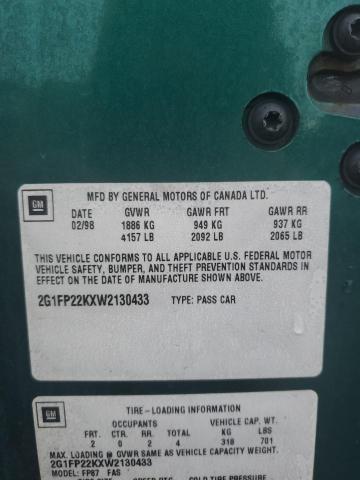 GM
MFD BY GENERAL MOTORS OF CANADA LTD.
DATE GVWR GAWR FRT GAWR RR
02/98 1886 KG 949 KG 937 KG
4157 LB 2092 LB 2065 LB
THIS VEHICLE CONFORMS TO ALL APPLICABLE U.S. FEDERAL MOTOR
VEHICLE SAFETY, BUMPER, AND THEFT PREVENTION STANDARDS IN
EFFECT ON THE DATE OF MANUFACTURE SHOWN ABOVE.
2G1FP22KXW2130433 TYPE: PASS CAR
GM
TIRE-LOADING INFORMATION
OCCUPANTS VEHICLE CAP. WT.
FRT CTR RR TOTAL KG LBS
2 0 2 4 318 701
MAX. LOADING @ GVWR SAME AS VEHICLE CAPACITY WEIGHT.
2G1FP22KXW2130433
MODEL: FP87 FAS
SPEED COLD TIRE PRESSURE